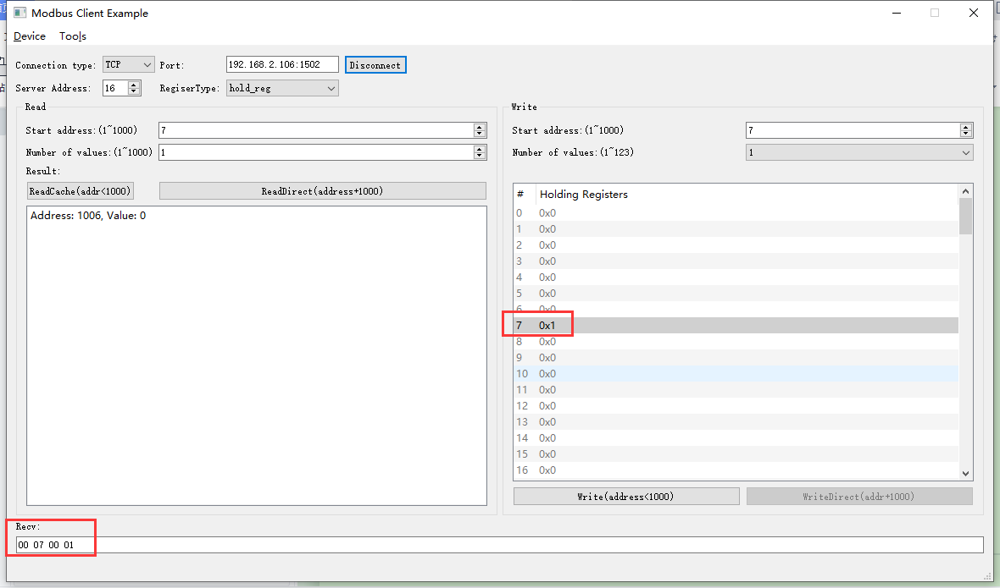 Modbus Client Example
Device Tools
Connection type: TCP Port: 192.168.2.106:1502 Disconnect
Server Address: 16 RegiserType: hold_reg
Read
Start address:(1~1000) 7
Number of values:(1~1000) 1
Result:
ReadCache(addr<1000) ReadDirect(address+1000)
Address: 1006, Value: 0
Write
Start address:(1~1000) 7
Number of values:(1~123) 1
# Holding Registers
0 0x0
1 0x0
2 0x0
3 0x0
4 0x0
5 0x0
6 0x0
7 0x1
8 0x0
9 0x0
10 0x0
11 0x0
12 0x0
13 0x0
14 0x0
15 0x0
16 0x0
Write(address<1000) WriteDirect(addr+1000)
Recv:
00 07 00 01